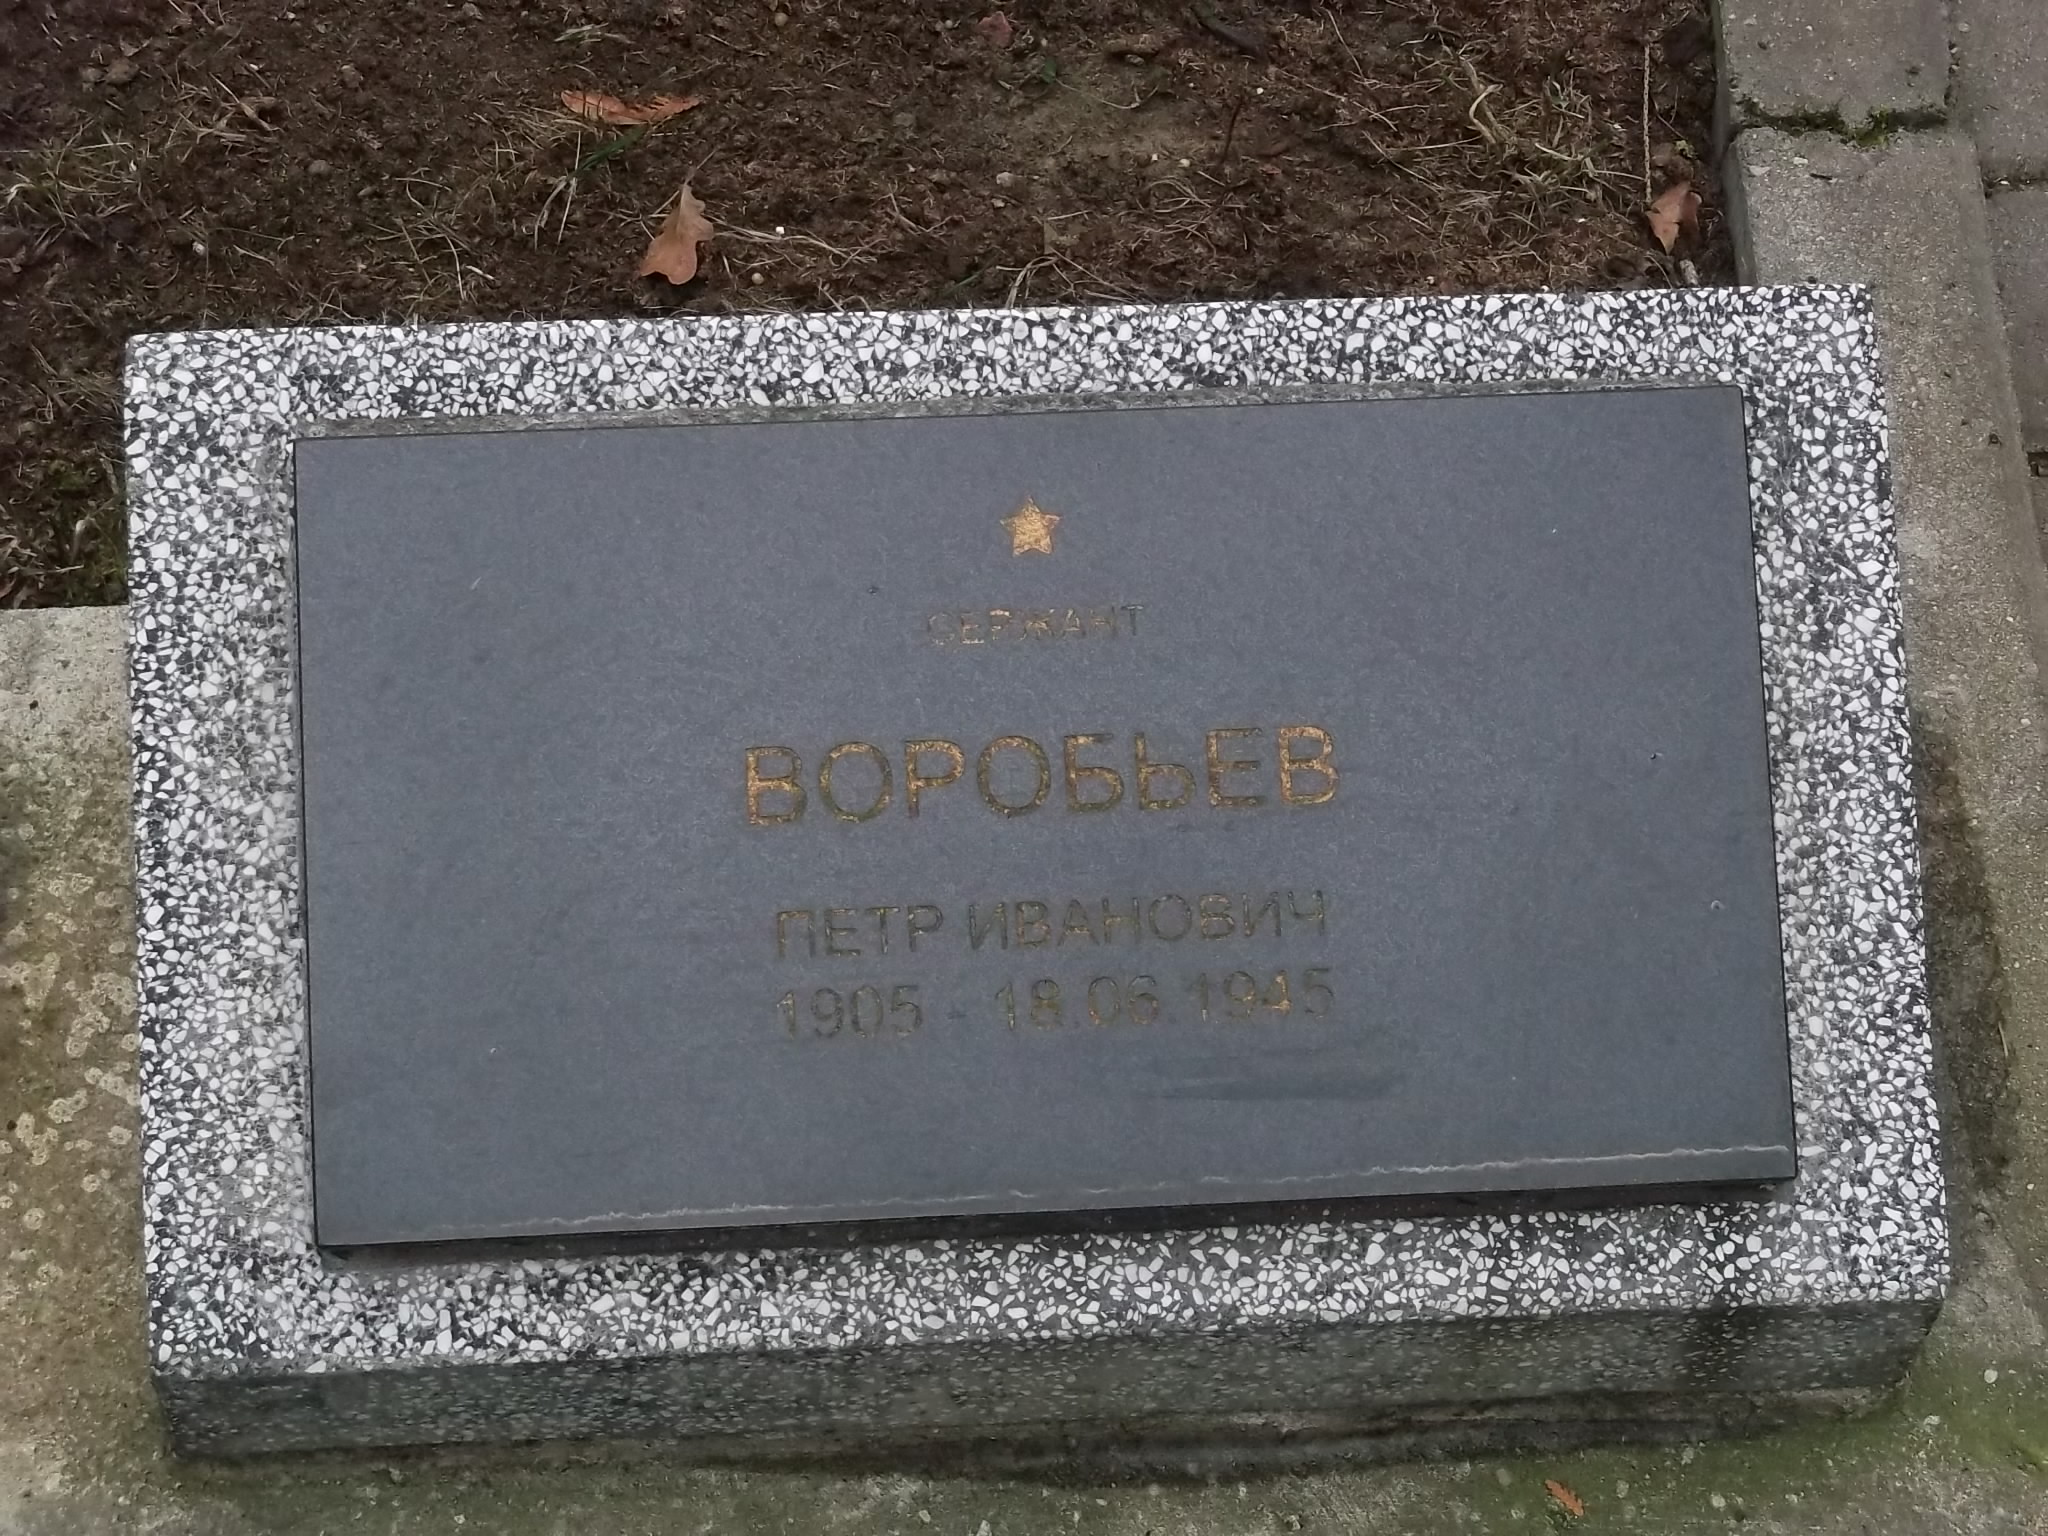 СЕРЖАНТ
ВОРОБЬЕВ
ПЕТР ИВАНОВИЧ
1905 - 18.06 1945